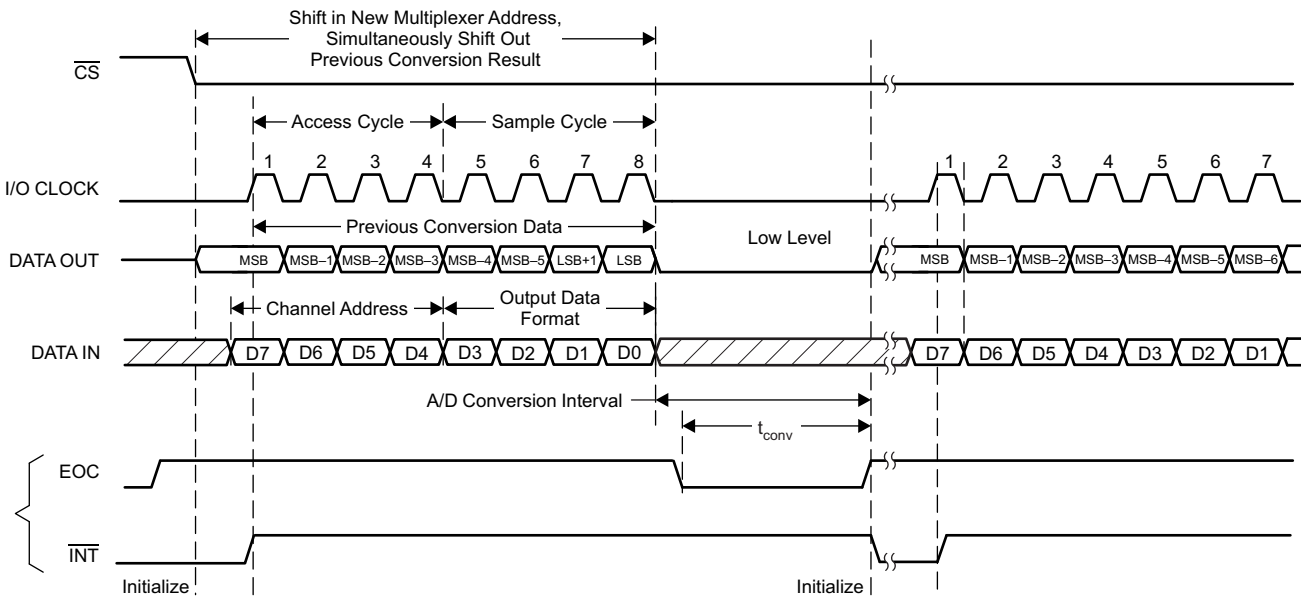 Shift in New Multiplexer Address,
Simultaneously Shift Out
Previous Conversion Result
CS
Access Cycle Sample Cycle
1 2 3 4 5 6 7 8 1 2 3 4 5 6 7
I/O CLOCK
Previous Conversion Data
Low Level
DATA OUT MSB MSB–1 MSB–2 MSB–3 MSB–4 MSB–5 LSB+1 LSB MSB MSB–1 MSB–2 MSB–3 MSB–4 MSB–5 MSB–6
Channel Address Output Data
Format
DATA IN D7 D6 D5 D4 D3 D2 D1 D0 D7 D6 D5 D4 D3 D2 D1
A/D Conversion Interval
tconv
EOC
INT
Initialize Initialize